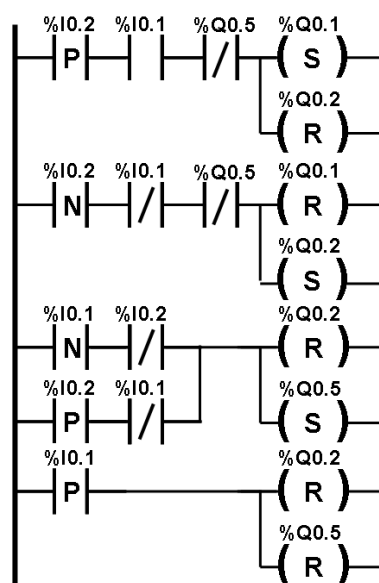 %I0.2 %I0.1 %Q0.5 %Q0.1
P S
%Q0.2
R
%I0.2 %I0.1 %Q0.5 %Q0.1
N R
%Q0.2
S
%I0.1 %I0.2 %Q0.2
N R
%I0.2 %I0.1 %Q0.5
P S
%I0.1 %Q0.2
P R
%Q0.5
R